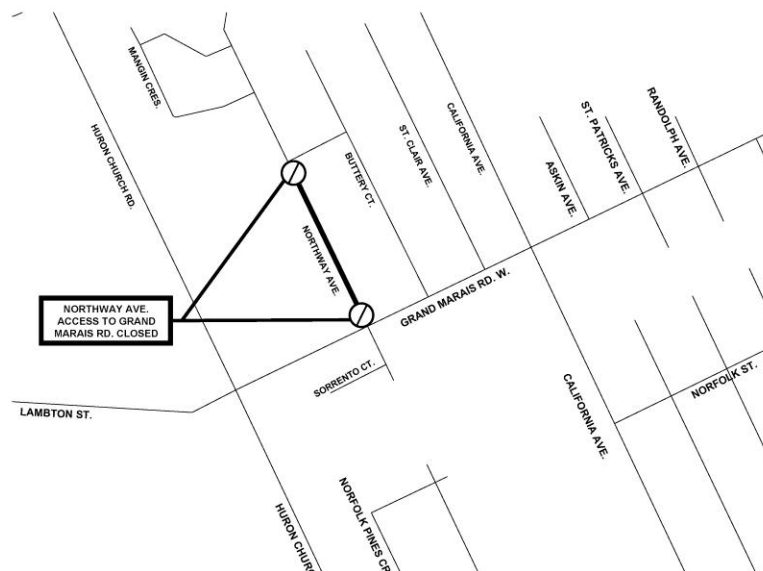 MANGIN CRES.
HURON CHURCH RD.
BUTTERY CT.
ST. CLAIR AVE.
CALIFORNIA AVE.
ASKIN AVE.
ST. PATRICKS AVE.
RANDOLPH AVE.
NORTHWAY AVE.
GRAND MARAIS RD. W.
NORTHWAY AVE.
ACCESS TO GRAND
MARAIS RD. CLOSED
SORRENTO CT.
LAMBTON ST.
CALIFORNIA AVE.
NORFOLK ST.
HURON CHURC
NORFOLK PINES CR